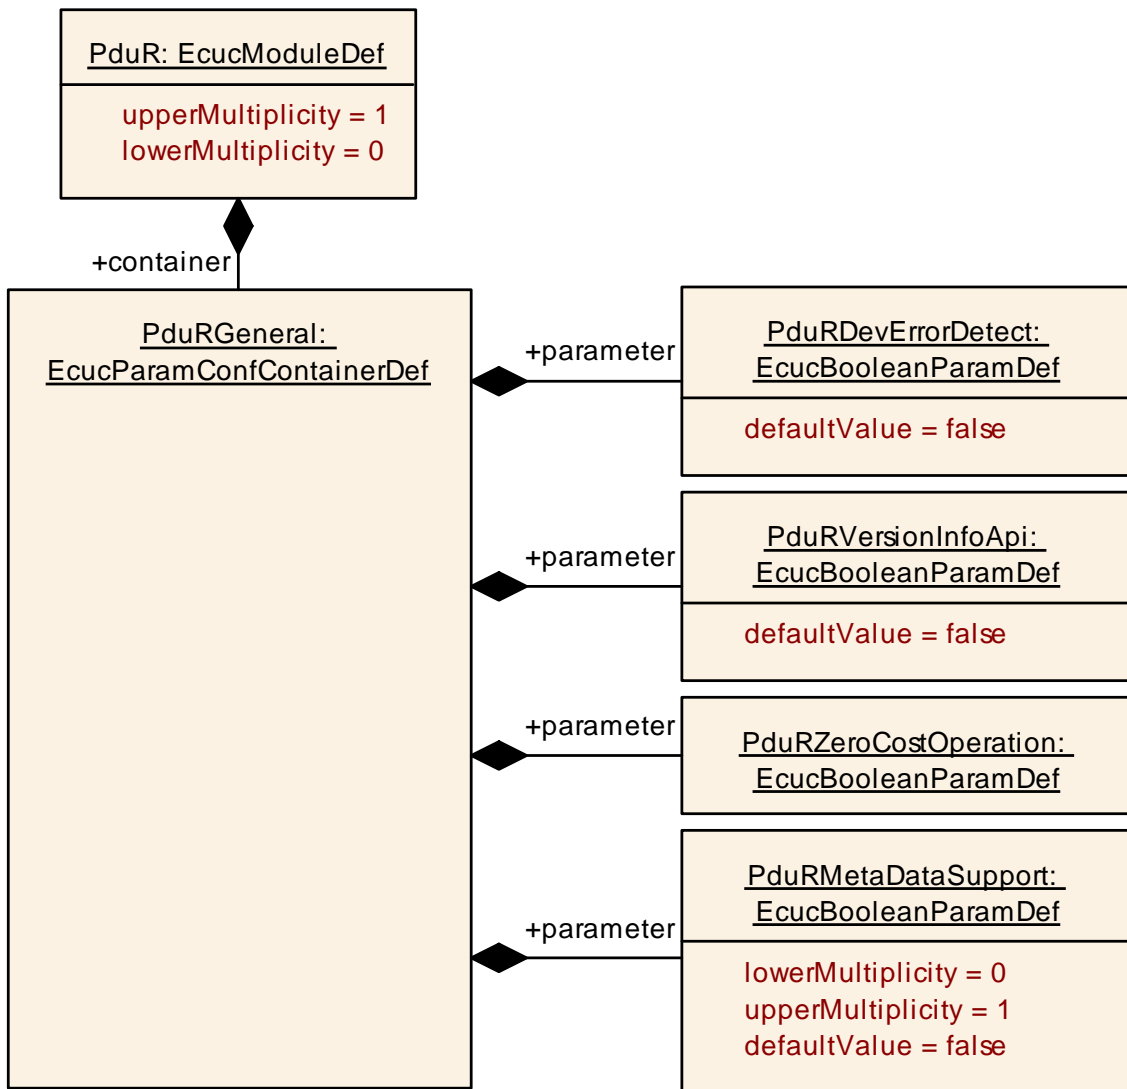 PduR: EcucModuleDef
upperMultiplicity = 1
lowerMultiplicity = 0
+container
PduRGeneral:
EcucParamConfContainerDef
+parameter
PduRDevErrorDetect:
EcucBooleanParamDef
defaultValue = false
+parameter
PduRVersionInfoApi:
EcucBooleanParamDef
defaultValue = false
+parameter
PduRZeroCostOperation:
EcucBooleanParamDef
+parameter
PduRMetaDataSupport:
EcucBooleanParamDef
lowerMultiplicity = 0
upperMultiplicity = 1
defaultValue = false